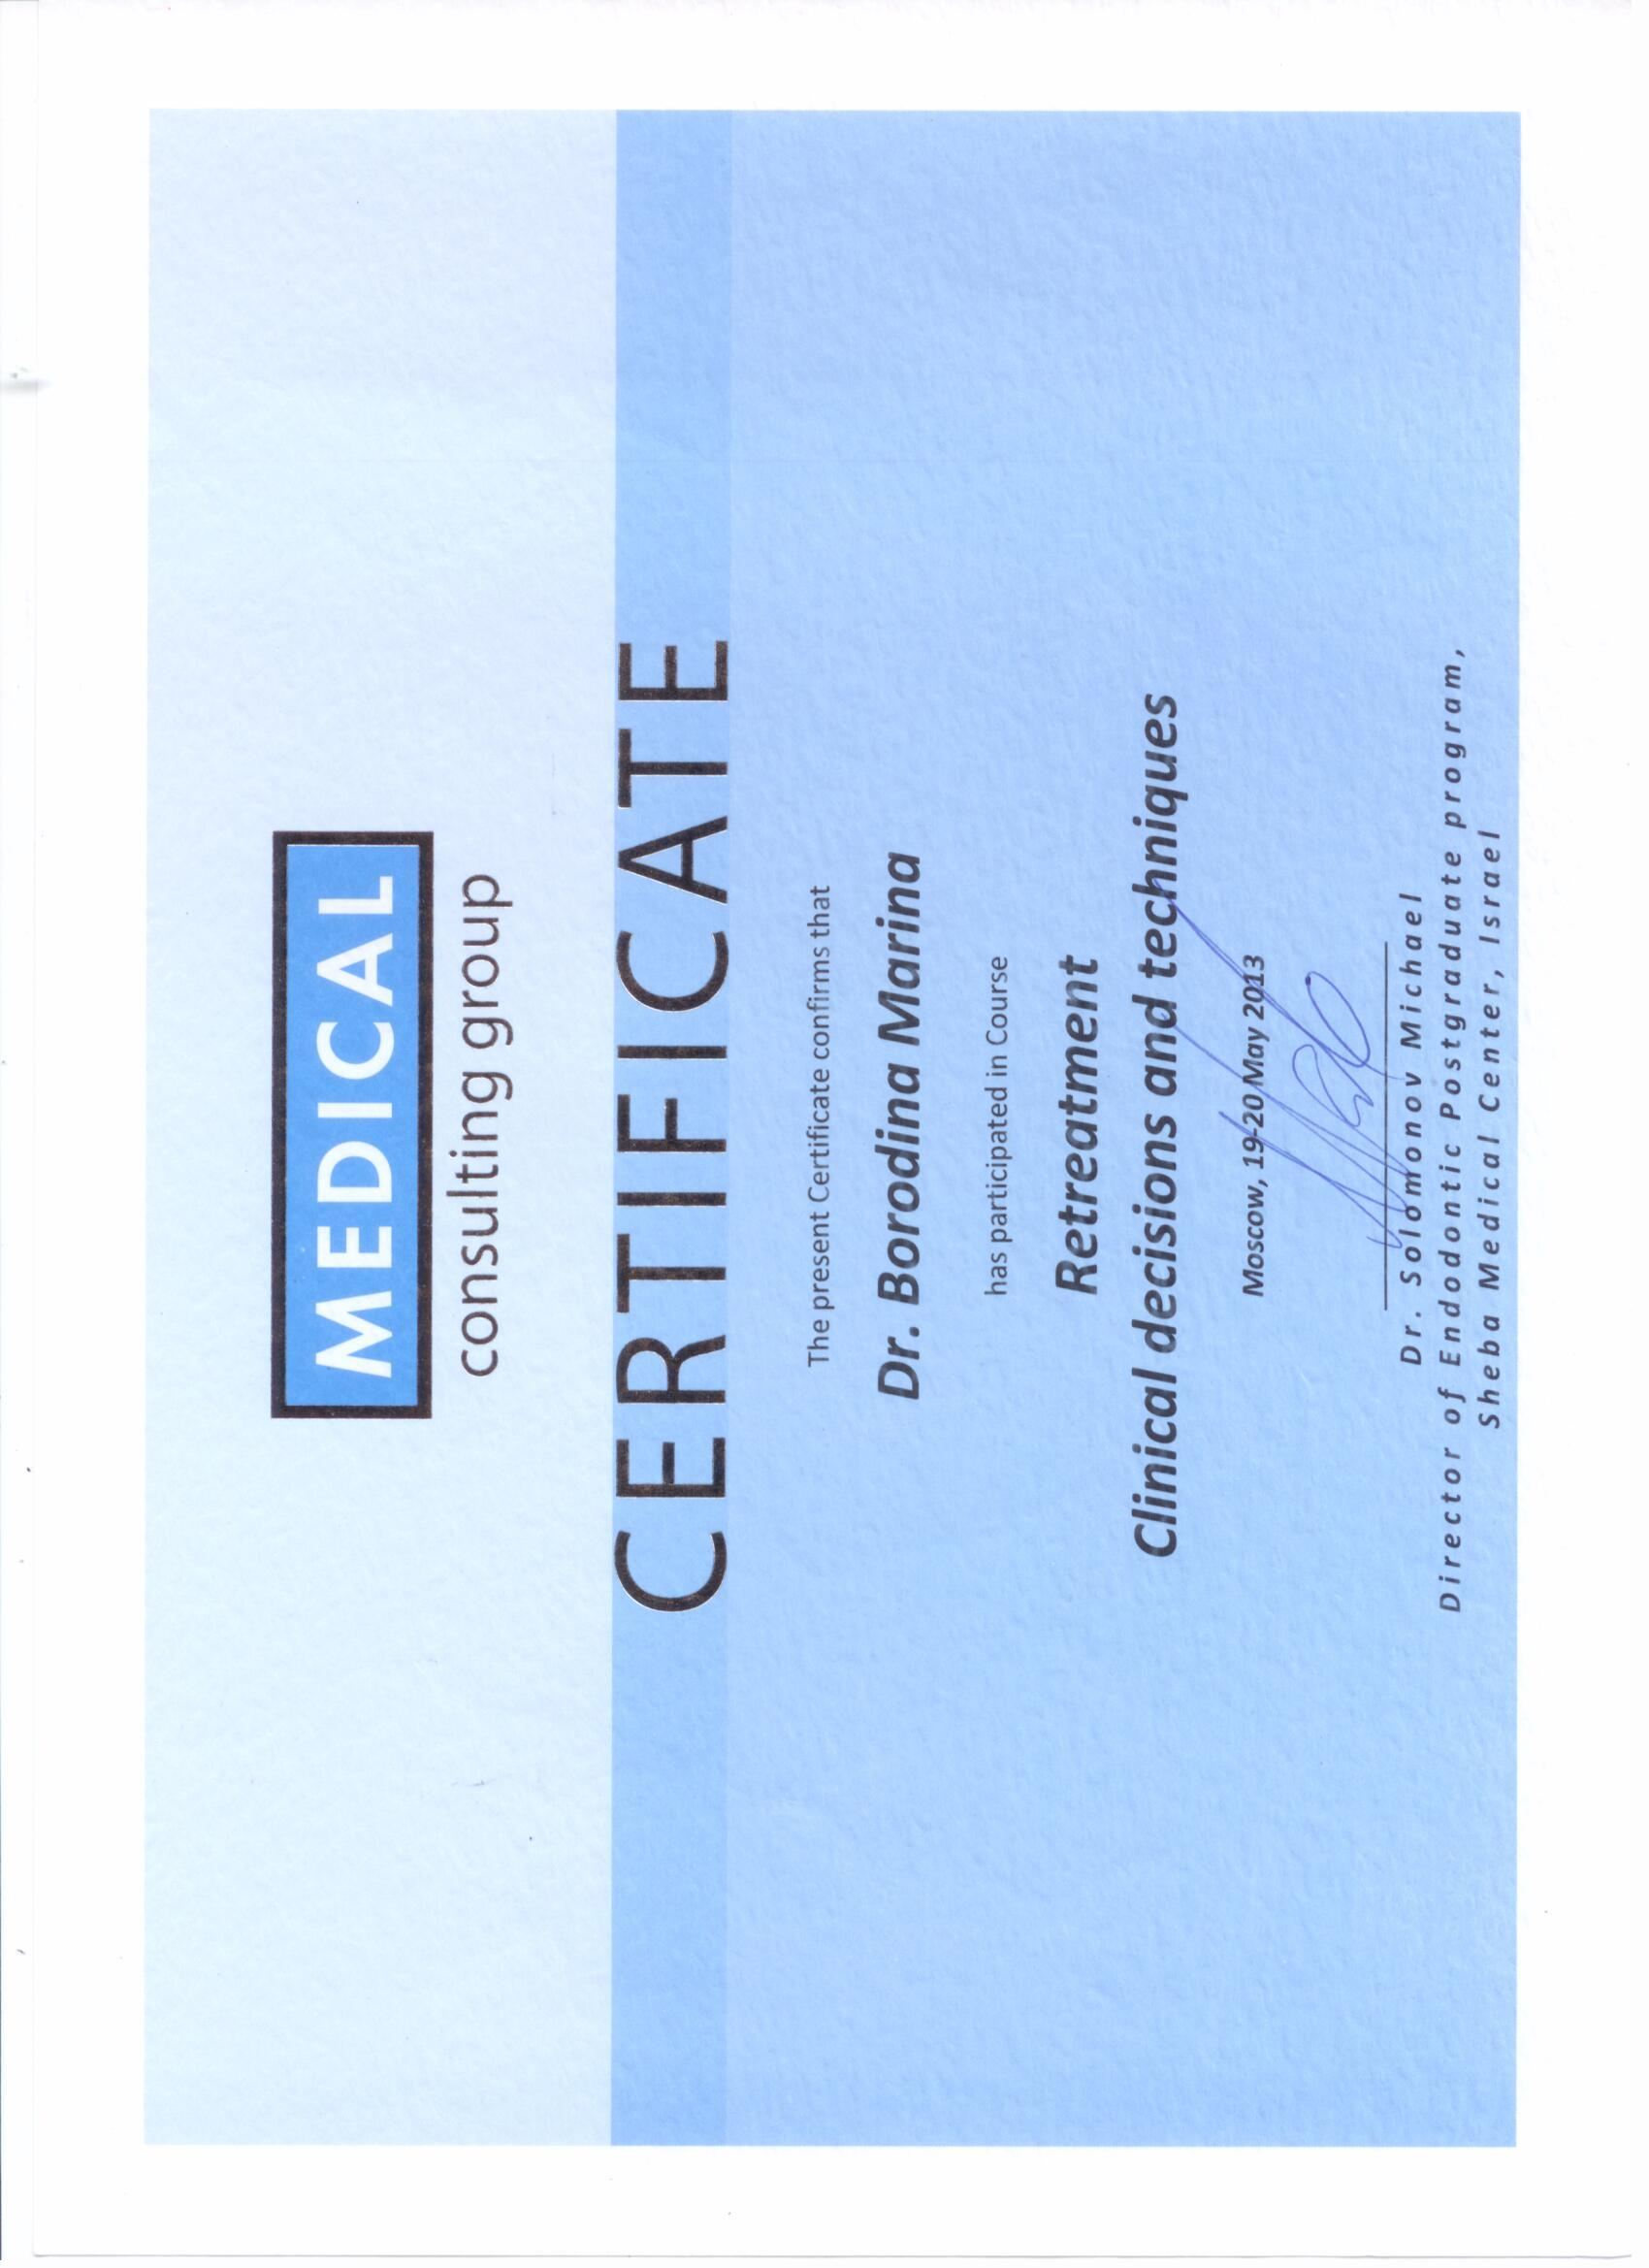 MEDICAL
consulting group
CERTIFICATE
The present Certificate confirms that
Dr. Borodina Marina
has participated in Course
Retreatment
Clinical decisions and techniques
Moscow, 19-20 May 2013
Dr. Solomonov Michael
Director of Endodontic Postgraduate program,
Sheba Medical Center, Israel